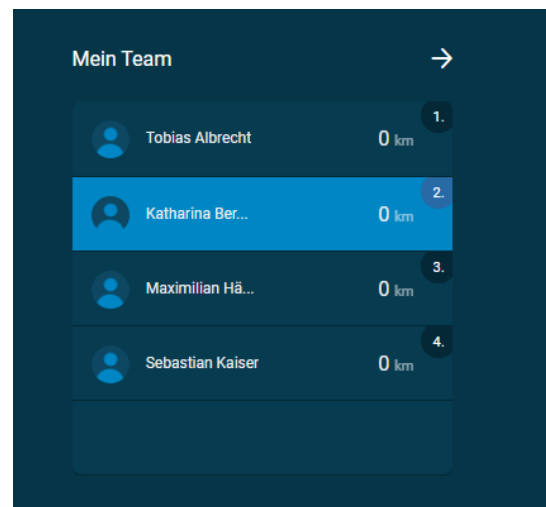 Mein Team
1.
Tobias Albrecht 0 km
2.
Katharina Ber... 0 km
3.
Maximilian Hä... 0 km
4.
Sebastian Kaiser 0 km